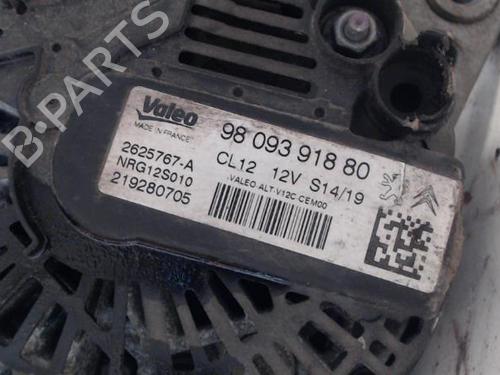 B-PARTS
Valeo
MADE IN FRANCE
98 093 918 80
2625767-A
NRG12S010
219280705
CL12 12V S14/19
VALEO ALT-V12C-CEM00